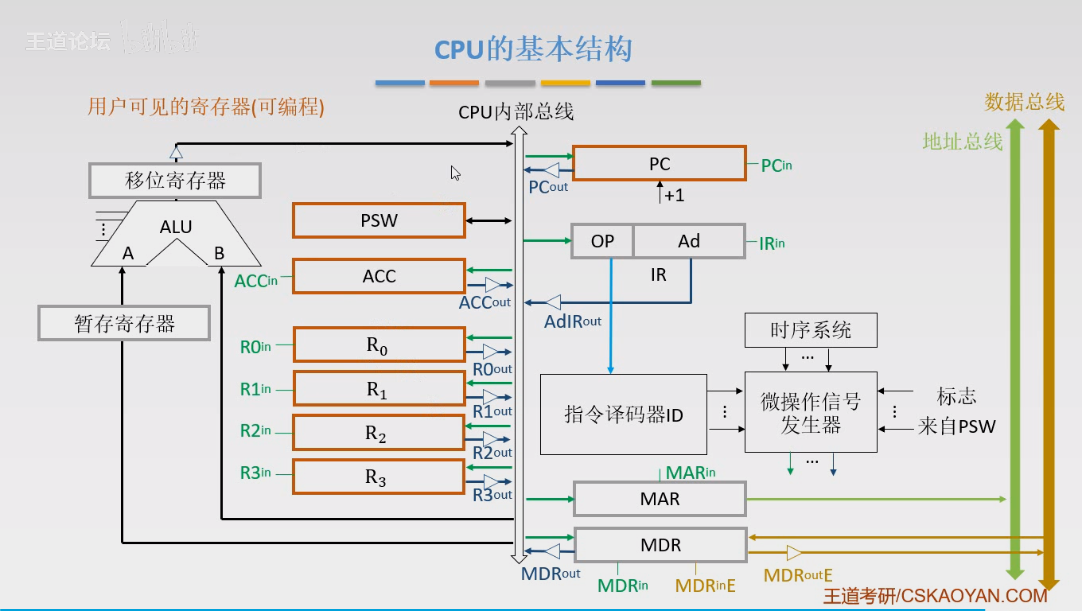 王道论坛
CPU的基本结构
用户可见的寄存器(可编程)
CPU内部总线
数据总线
地址总线
移位寄存器
ALU
A
B
暂存寄存器
PSW
ACCin
ACC
ACCout
R0in
R0
R0out
R1in
R1
R1out
R2in
R2
R2out
R3in
R3
R3out
PC
PCin
PCout
+1
OP
Ad
IRin
IR
AdIRout
时序系统
...
指令译码器ID
...
微操作信号
发生器
...
标志
来自PSW
...
MARin
MAR
MDR
MDRout
MDRin
MDRinE
MDRoutE
王道考研/CSKAOYAN.COM